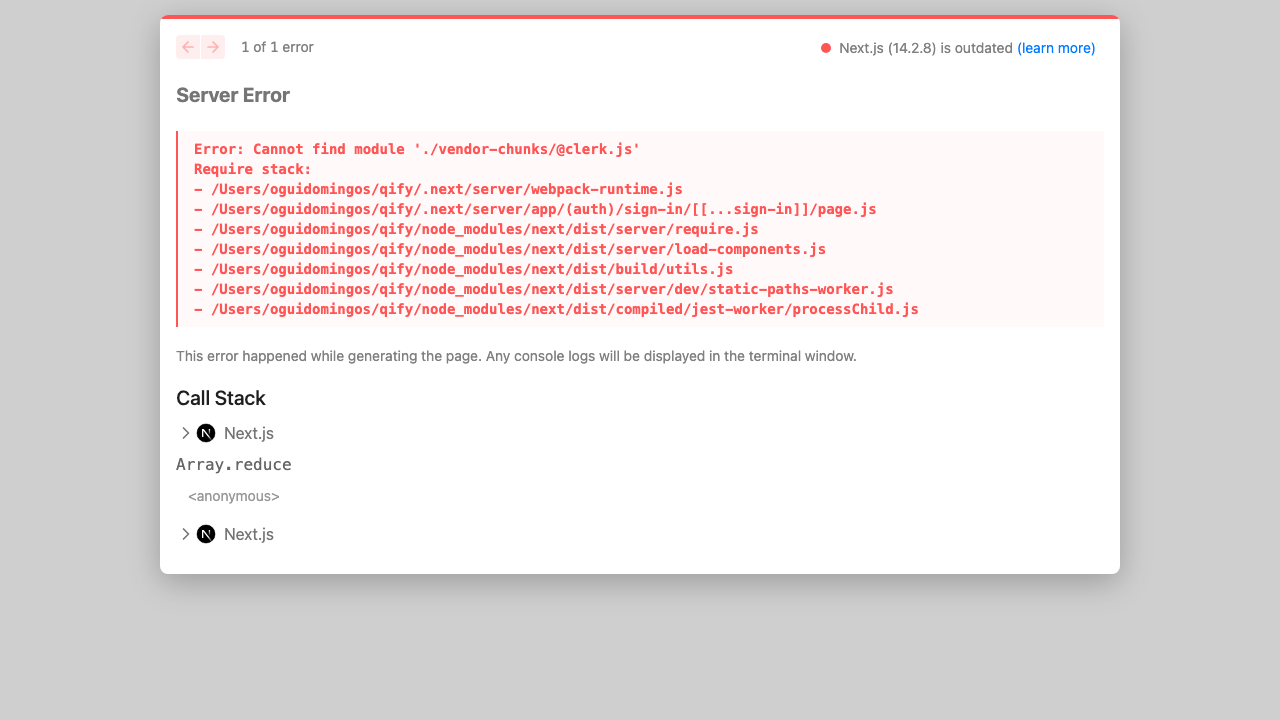 1 of 1 error
Next.js (14.2.8) is outdated (learn more)
Server Error
Error: Cannot find module './vendor-chunks/@clerk.js'
Require stack:
- /Users/oguidomingos/qify/.next/server/webpack-runtime.js
- /Users/oguidomingos/qify/.next/server/app/(auth)/sign-in/[[...sign-in]]/page.js
- /Users/oguidomingos/qify/node_modules/next/dist/server/require.js
- /Users/oguidomingos/qify/node_modules/next/dist/server/load-components.js
- /Users/oguidomingos/qify/node_modules/next/dist/build/utils.js
- /Users/oguidomingos/qify/node_modules/next/dist/server/dev/static-paths-worker.js
- /Users/oguidomingos/qify/node_modules/next/dist/compiled/jest-worker/processChild.js
This error happened while generating the page. Any console logs will be displayed in the terminal window.
Call Stack
Next.js
Array.reduce
<anonymous>
Next.js